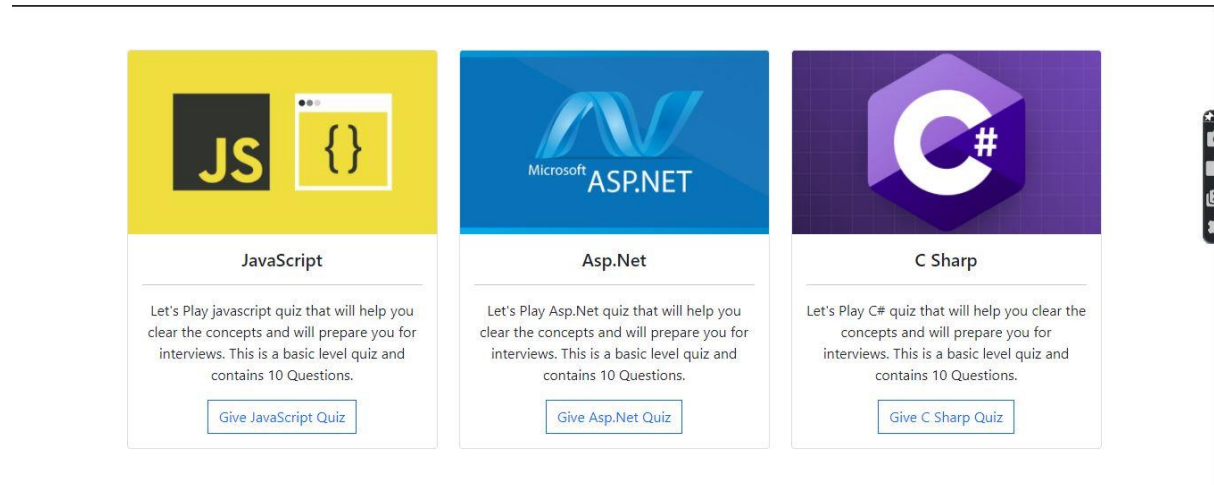 JS
{}
Microsoft
ASP.NET
C#
JavaScript
Let's Play javascript quiz that will help you
clear the concepts and will prepare you for
interviews. This is a basic level quiz and
contains 10 Questions.
Give JavaScript Quiz
Asp.Net
Let's Play Asp.Net quiz that will help you
clear the concepts and will prepare you for
interviews. This is a basic level quiz and
contains 10 Questions.
Give Asp.Net Quiz
C Sharp
Let's Play C# quiz that will help you clear the
concepts and will prepare you for
interviews. This is a basic level quiz and
contains 10 Questions.
Give C Sharp Quiz